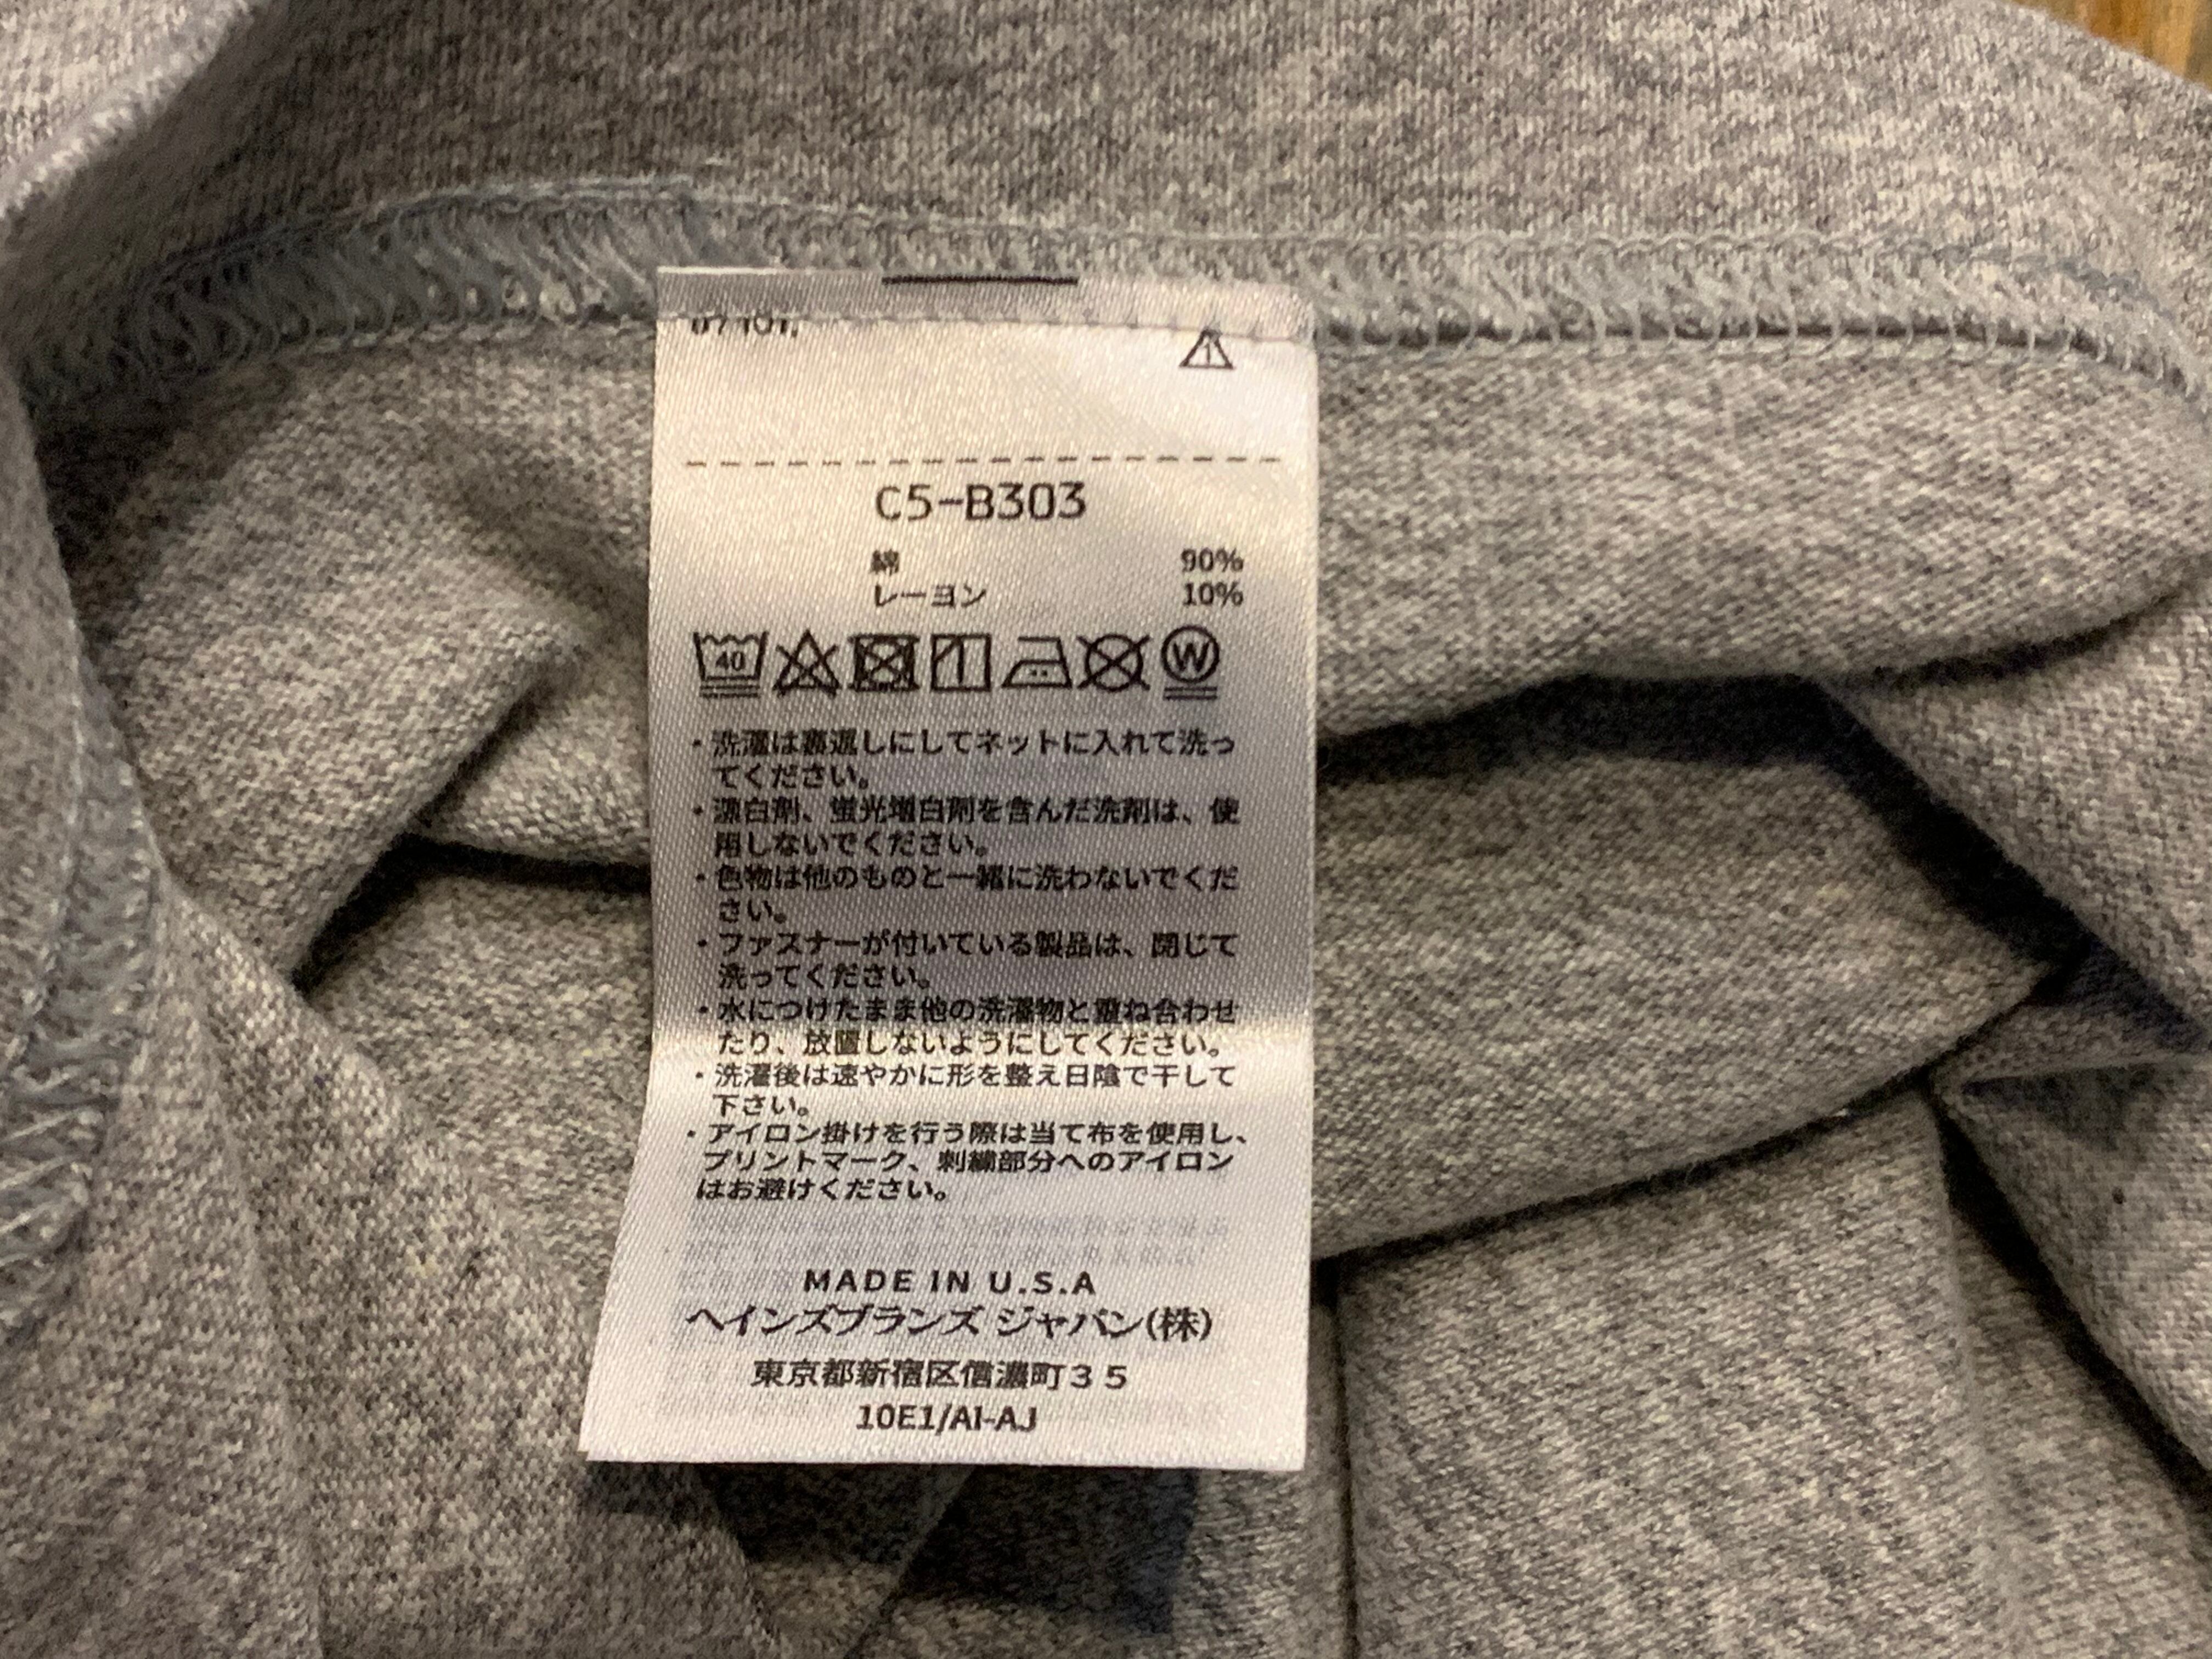 C5-B303
綿 90%
レーヨン 10%
40 W
・洗濯は裏返しにしてネットに入れて洗っ
てください。
・漂白剤、蛍光増白剤を含んだ洗剤は、使
用しないでください。
・色物は他のものと一緒に洗わないでくだ
さい。
・ファスナーが付いている製品は、閉じて
洗ってください。
・水につけたまま他の洗濯物と重ね合わせ
たり、放置しないようにしてください。
・洗濯後は速やかに形を整え日陰で干して
下さい。
・アイロン掛けを行う際は当て布を使用し、
プリントマーク、刺繍部分へのアイロン
はお避けください。
MADE IN U.S.A
ヘインズブランズ ジャパン(株)
東京都新宿区信濃町35
10E1/AI-AJ